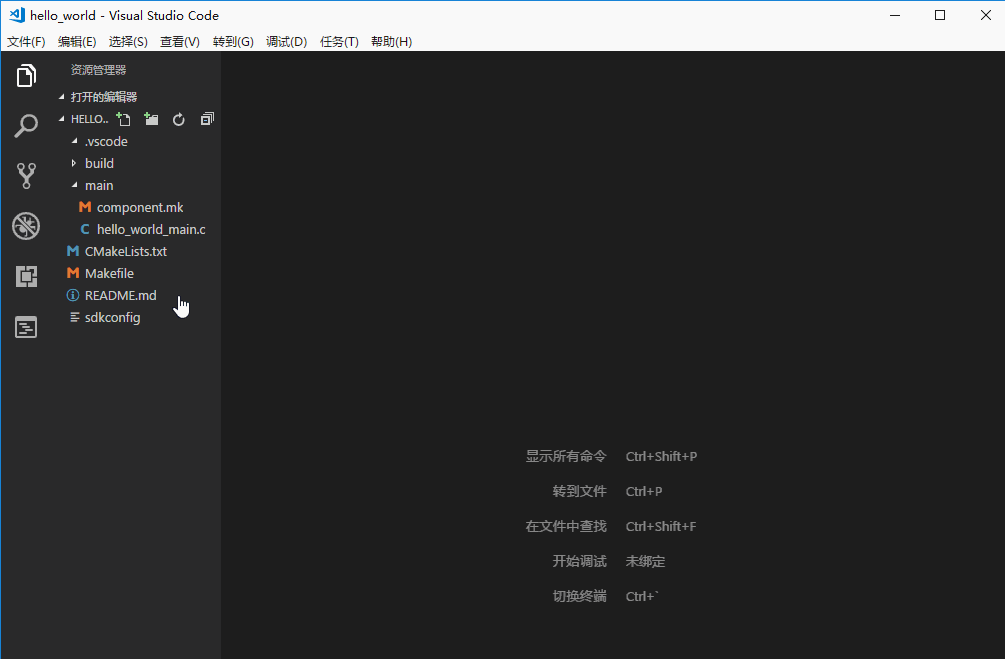 hello_world - Visual Studio Code
文件(F) 编辑(E) 选择(S) 查看(V) 转到(G) 调试(D) 任务(T) 帮助(H)
资源管理器
打开的编辑器
HELLO..
.vscode
build
main
component.mk
hello_world_main.c
CMakeLists.txt
Makefile
README.md
sdkconfig
显示所有命令 Ctrl+Shift+P
转到文件 Ctrl+P
在文件中查找 Ctrl+Shift+F
开始调试 未绑定
切换终端 Ctrl+`